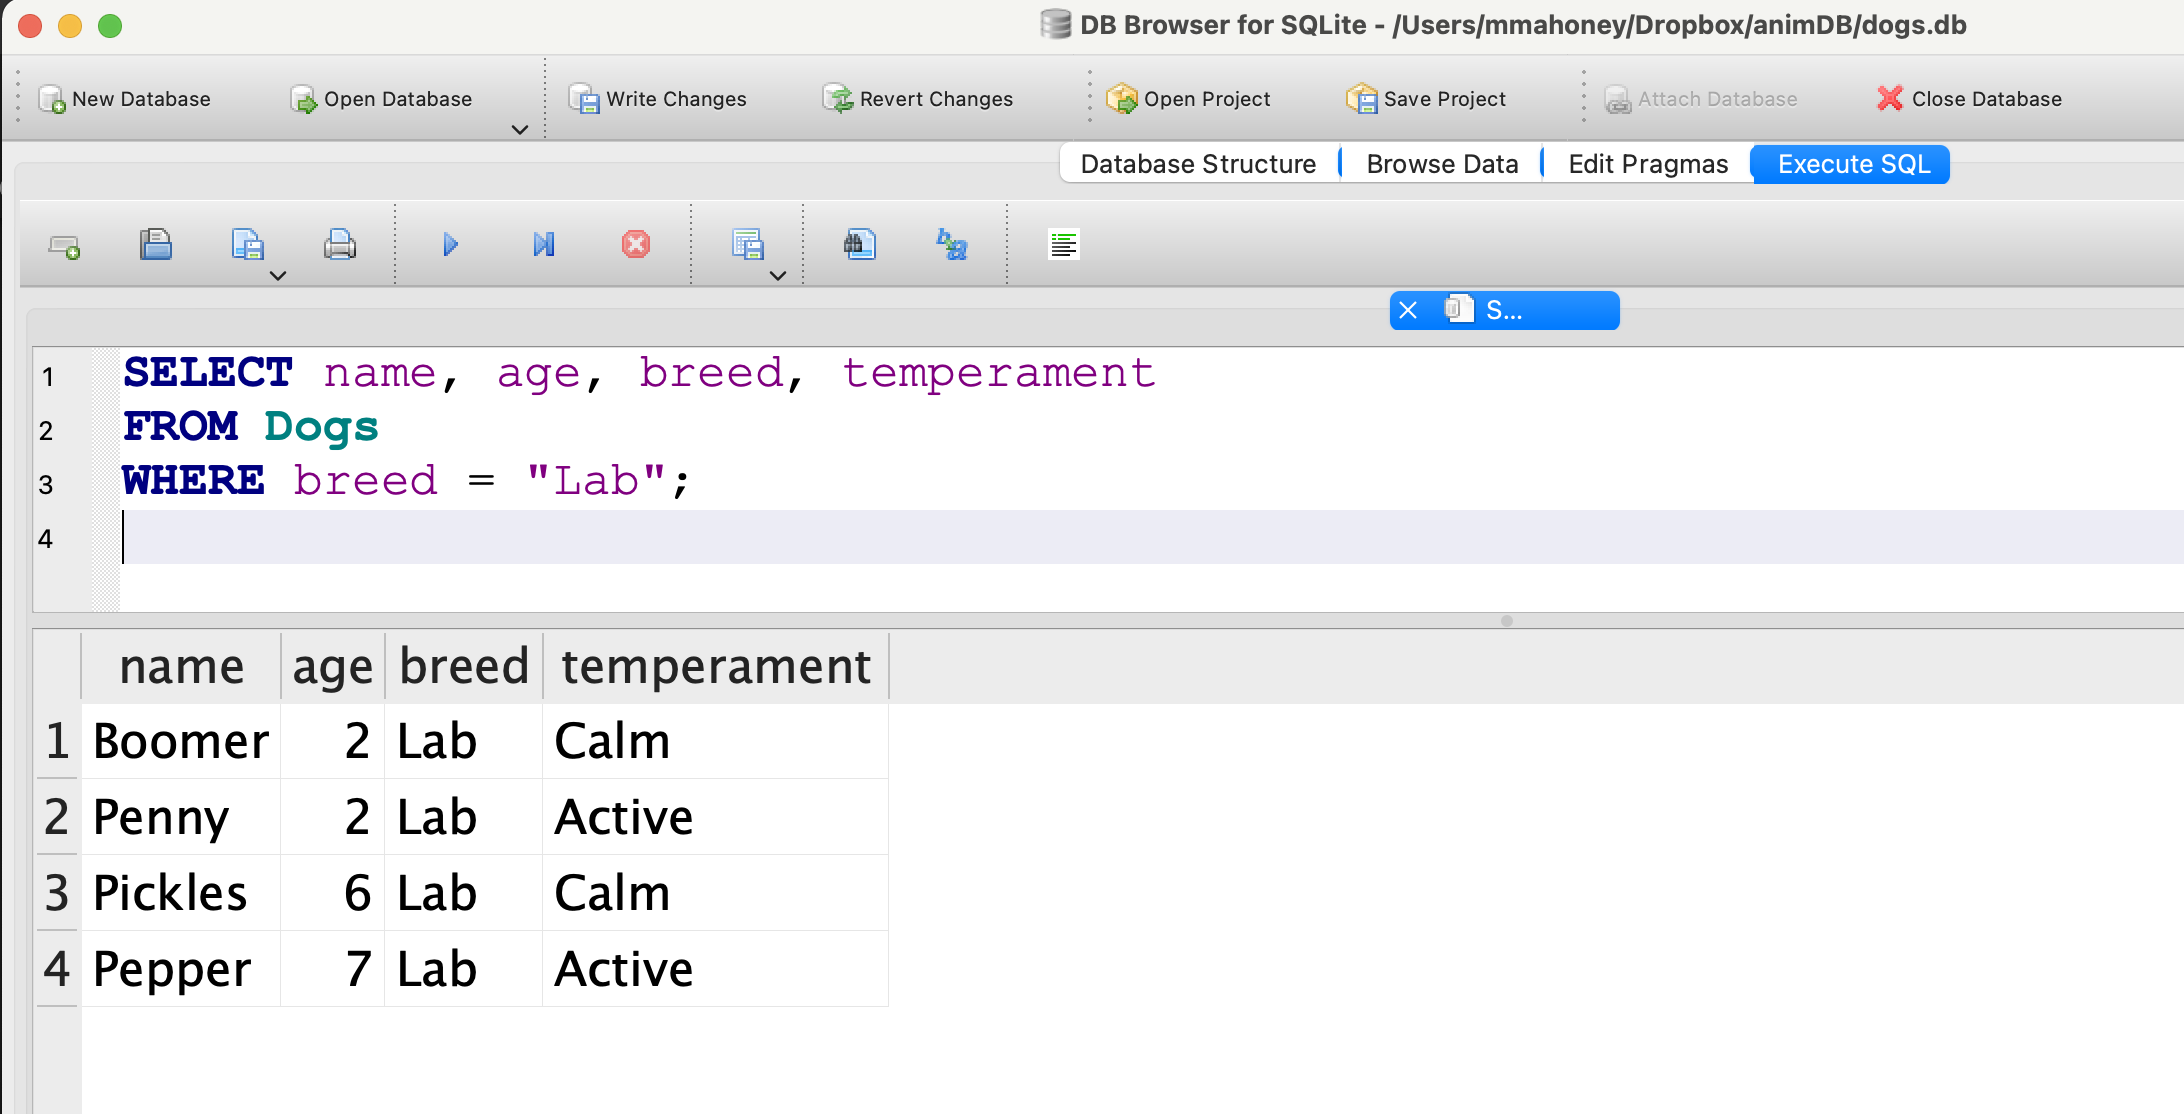 DB Browser for SQLite - /Users/mmahoney/Dropbox/animDB/dogs.db
New Database Open Database Write Changes Revert Changes Open Project Save Project Attach Database Close Database
Database Structure Browse Data Edit Pragmas Execute SQL
S...
1 SELECT name, age, breed, temperament
2 FROM Dogs
3 WHERE breed = "Lab";
4
name age breed temperament
1 Boomer 2 Lab Calm
2 Penny 2 Lab Active
3 Pickles 6 Lab Calm
4 Pepper 7 Lab Active